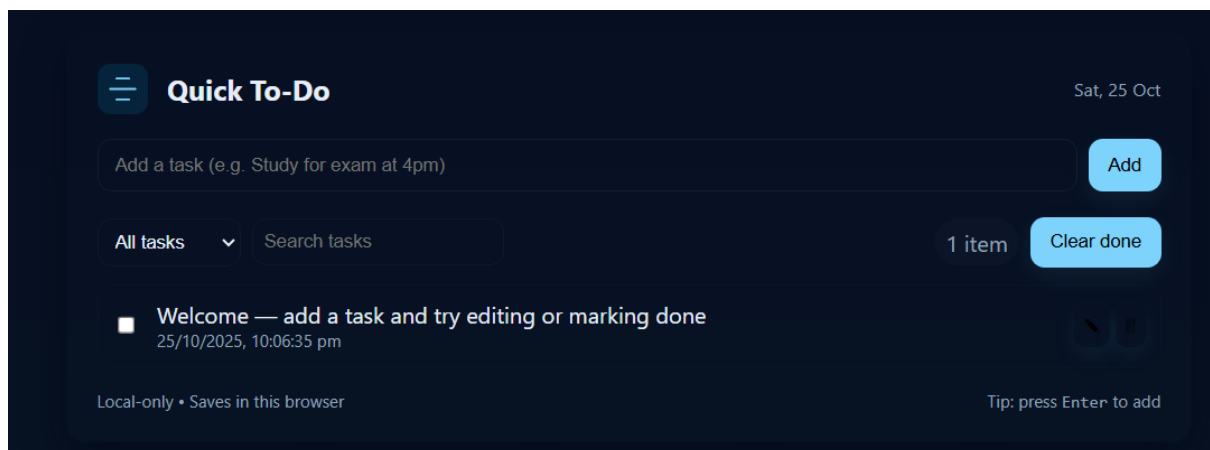 Quick To-Do
Sat, 25 Oct
Add a task (e.g. Study for exam at 4pm)
Add
All tasks
Search tasks
1 item
Clear done
Welcome — add a task and try editing or marking done
25/10/2025, 10:06:35 pm
Local-only • Saves in this browser
Tip: press Enter to add